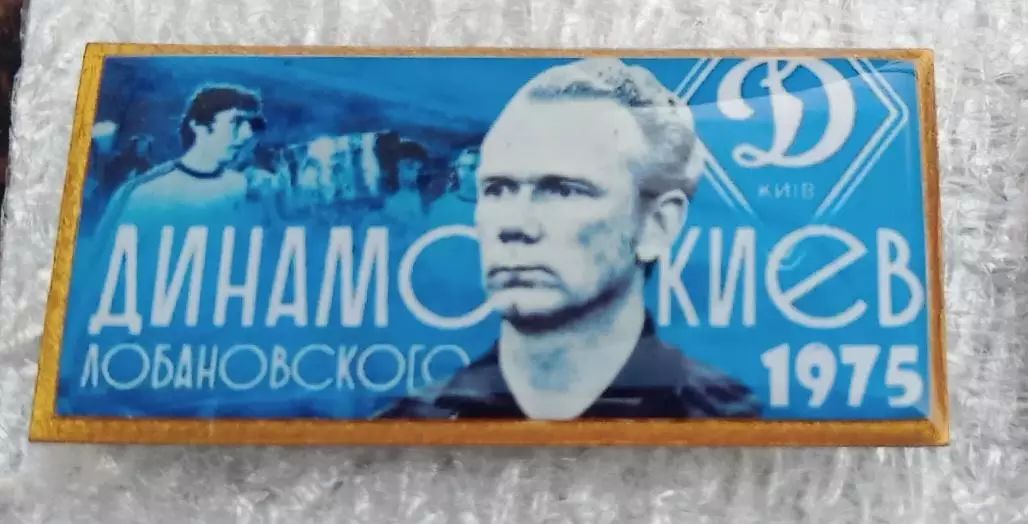 Д
КИЇВ
ДИНАМО КИЕВ
ЛОБАНОВСКОГО 1975